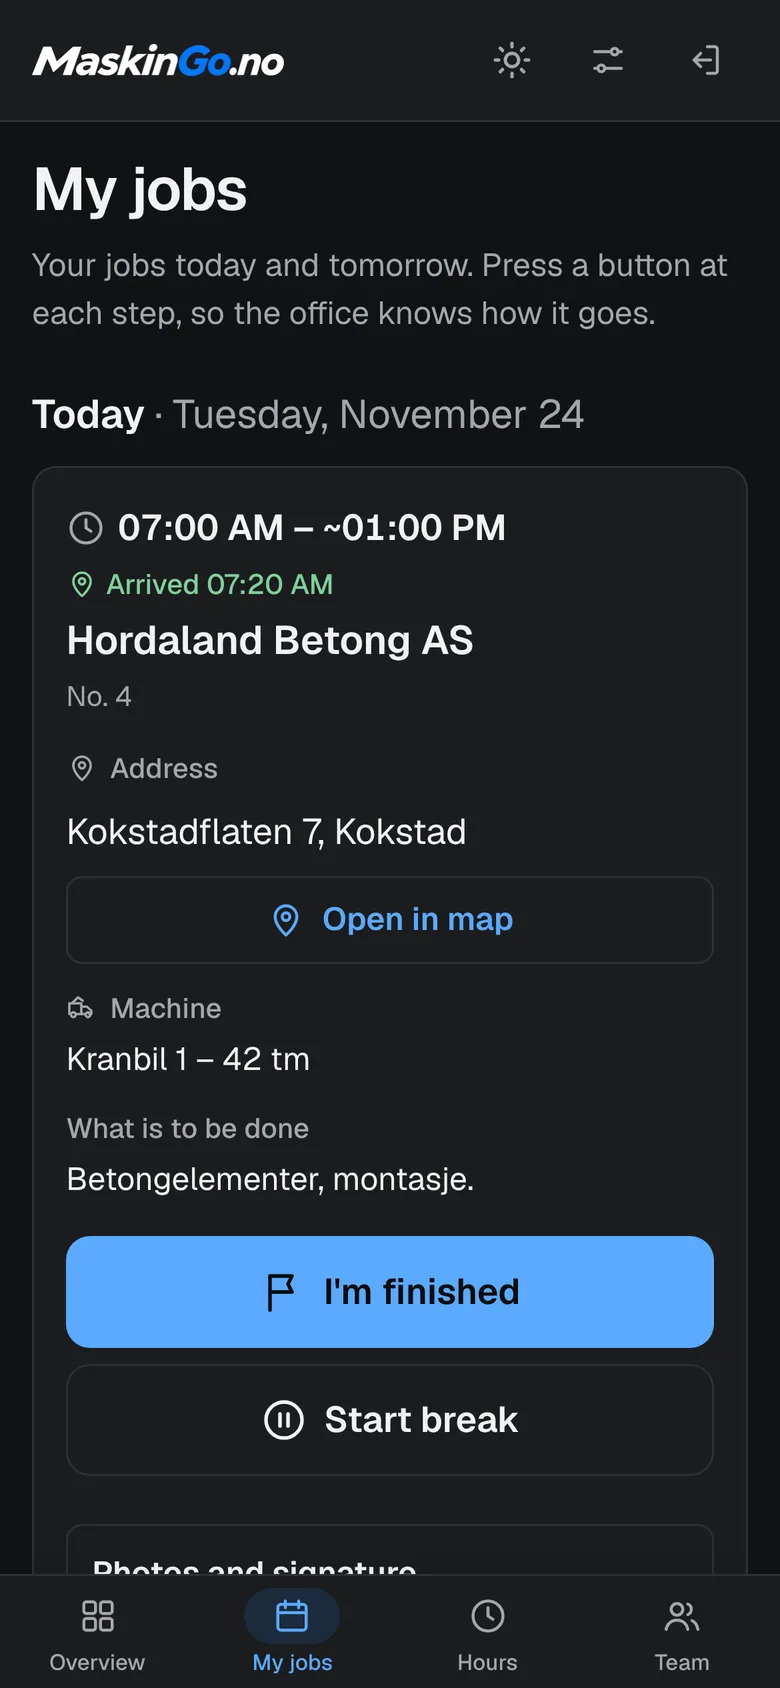 MaskinGo.no
My jobs
Your jobs today and tomorrow. Press a button at
each step, so the office knows how it goes.
Today · Tuesday, November 24
07:00 AM – ~01:00 PM
Arrived 07:20 AM
Hordaland Betong AS
No. 4
Address
Kokstadflaten 7, Kokstad
Open in map
Machine
Kranbil 1 – 42 tm
What is to be done
Betongelementer, montasje.
I'm finished
Start break
Photos and signature
Overview
My jobs
Hours
Team